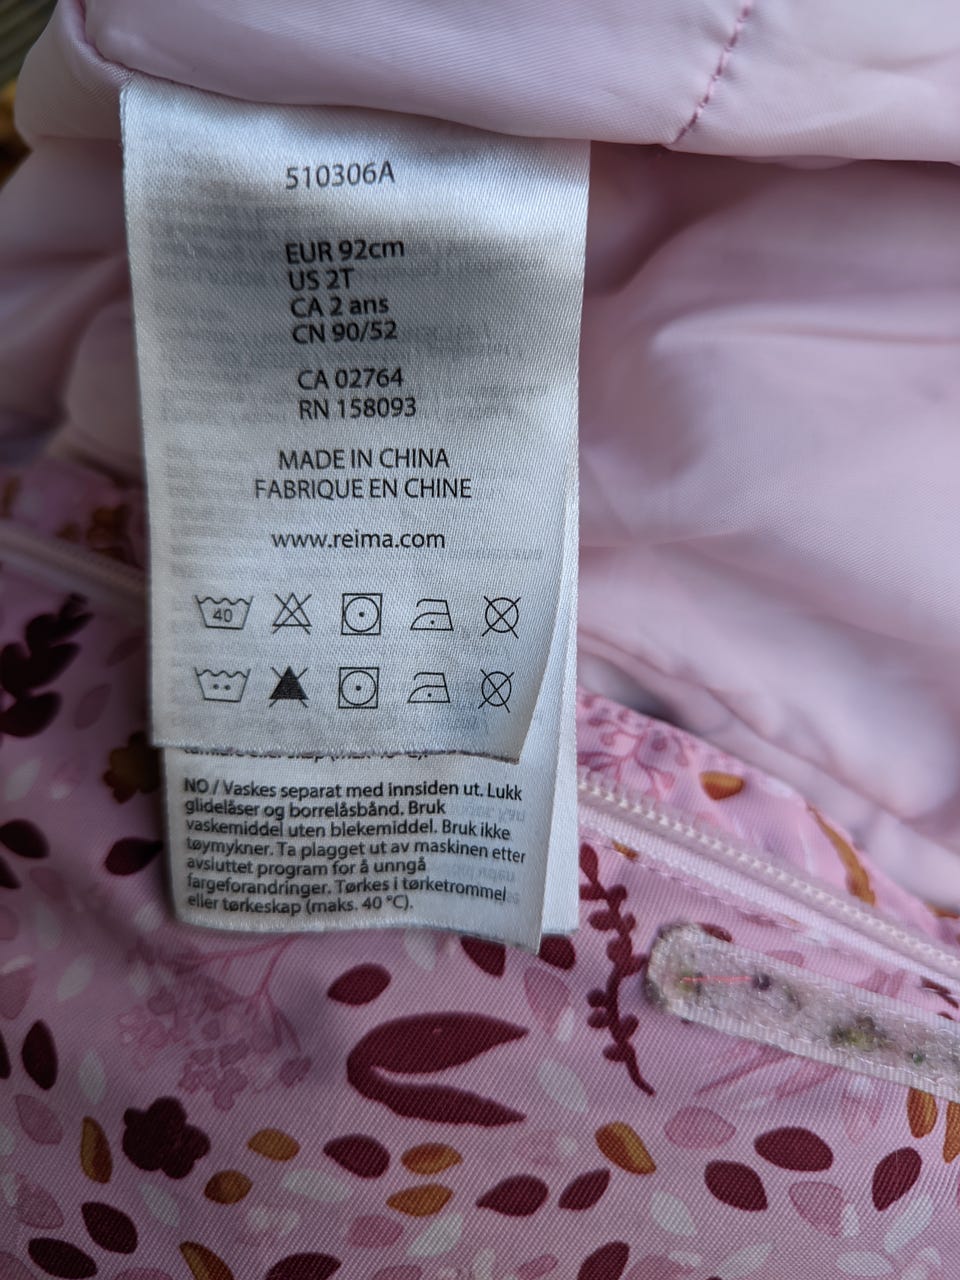 510306A
EUR 92cm
US 2T
CA 2 ans
CN 90/52
CA 02764
RN 158093
MADE IN CHINA
FABRIQUE EN CHINE
www.reima.com
40
NO / Vaskes separat med innsiden ut. Lukk
glidelåser og borrelåsbånd. Bruk
vaskemiddel uten blekemiddel. Bruk ikke
tøymykner. Ta plagget ut av maskinen etter
avsluttet program for å unngå
fargeforandringer. Tørkes i tørketrommel
eller tørkeskap (maks. 40 °C).